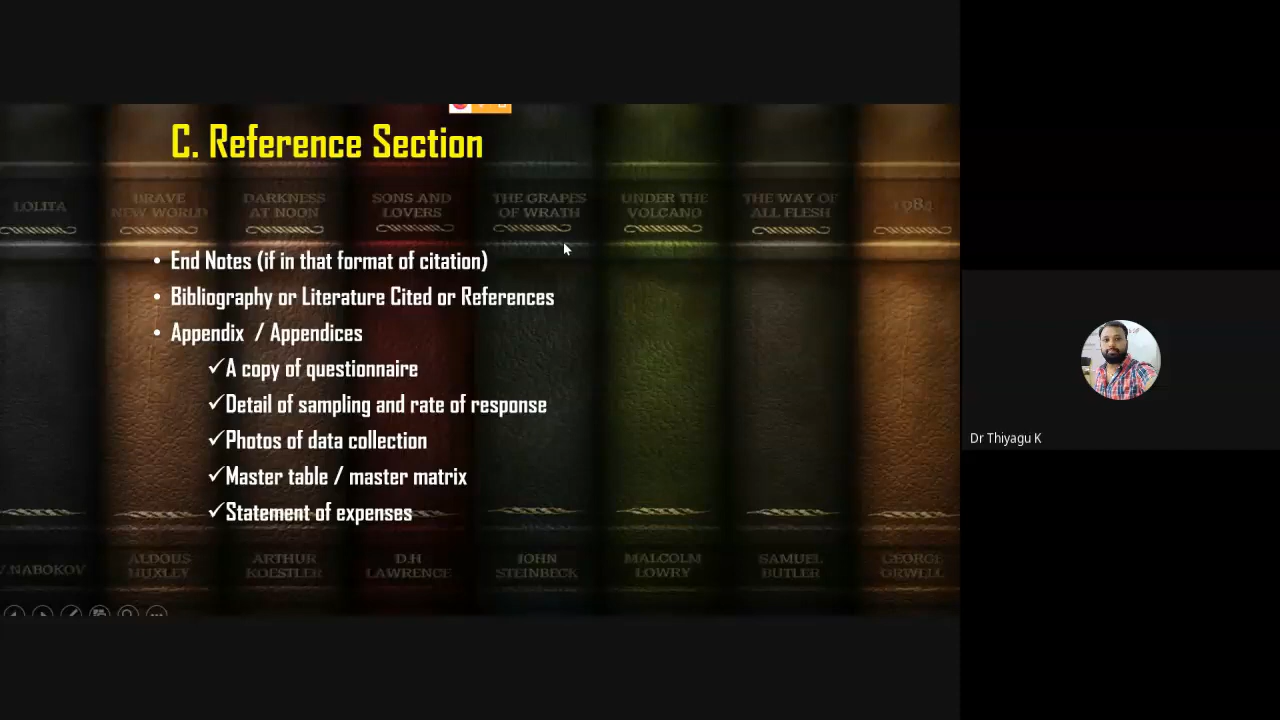 C. Reference Section
LOLITA
BRAVE
NEW WORLD
DARKNESS
AT NOON
SONS AND
LOVERS
THE GRAPES
OF WRATH
UNDER THE
VOLCANO
THE WAY OF
ALL FLESH
1984
• End Notes (if in that format of citation)
• Bibliography or Literature Cited or References
• Appendix / Appendices
✓A copy of questionnaire
✓Detail of sampling and rate of response
✓Photos of data collection
✓Master table / master matrix
✓Statement of expenses
V.NABOKOV
ALDOUS
HUXLEY
ARTHUR
KOESTLER
D.H
LAWRENCE
JOHN
STEINBECK
MALCOLM
LOWRY
SAMUEL
BUTLER
GEORGE
ORWELL
Dr Thiyagu K